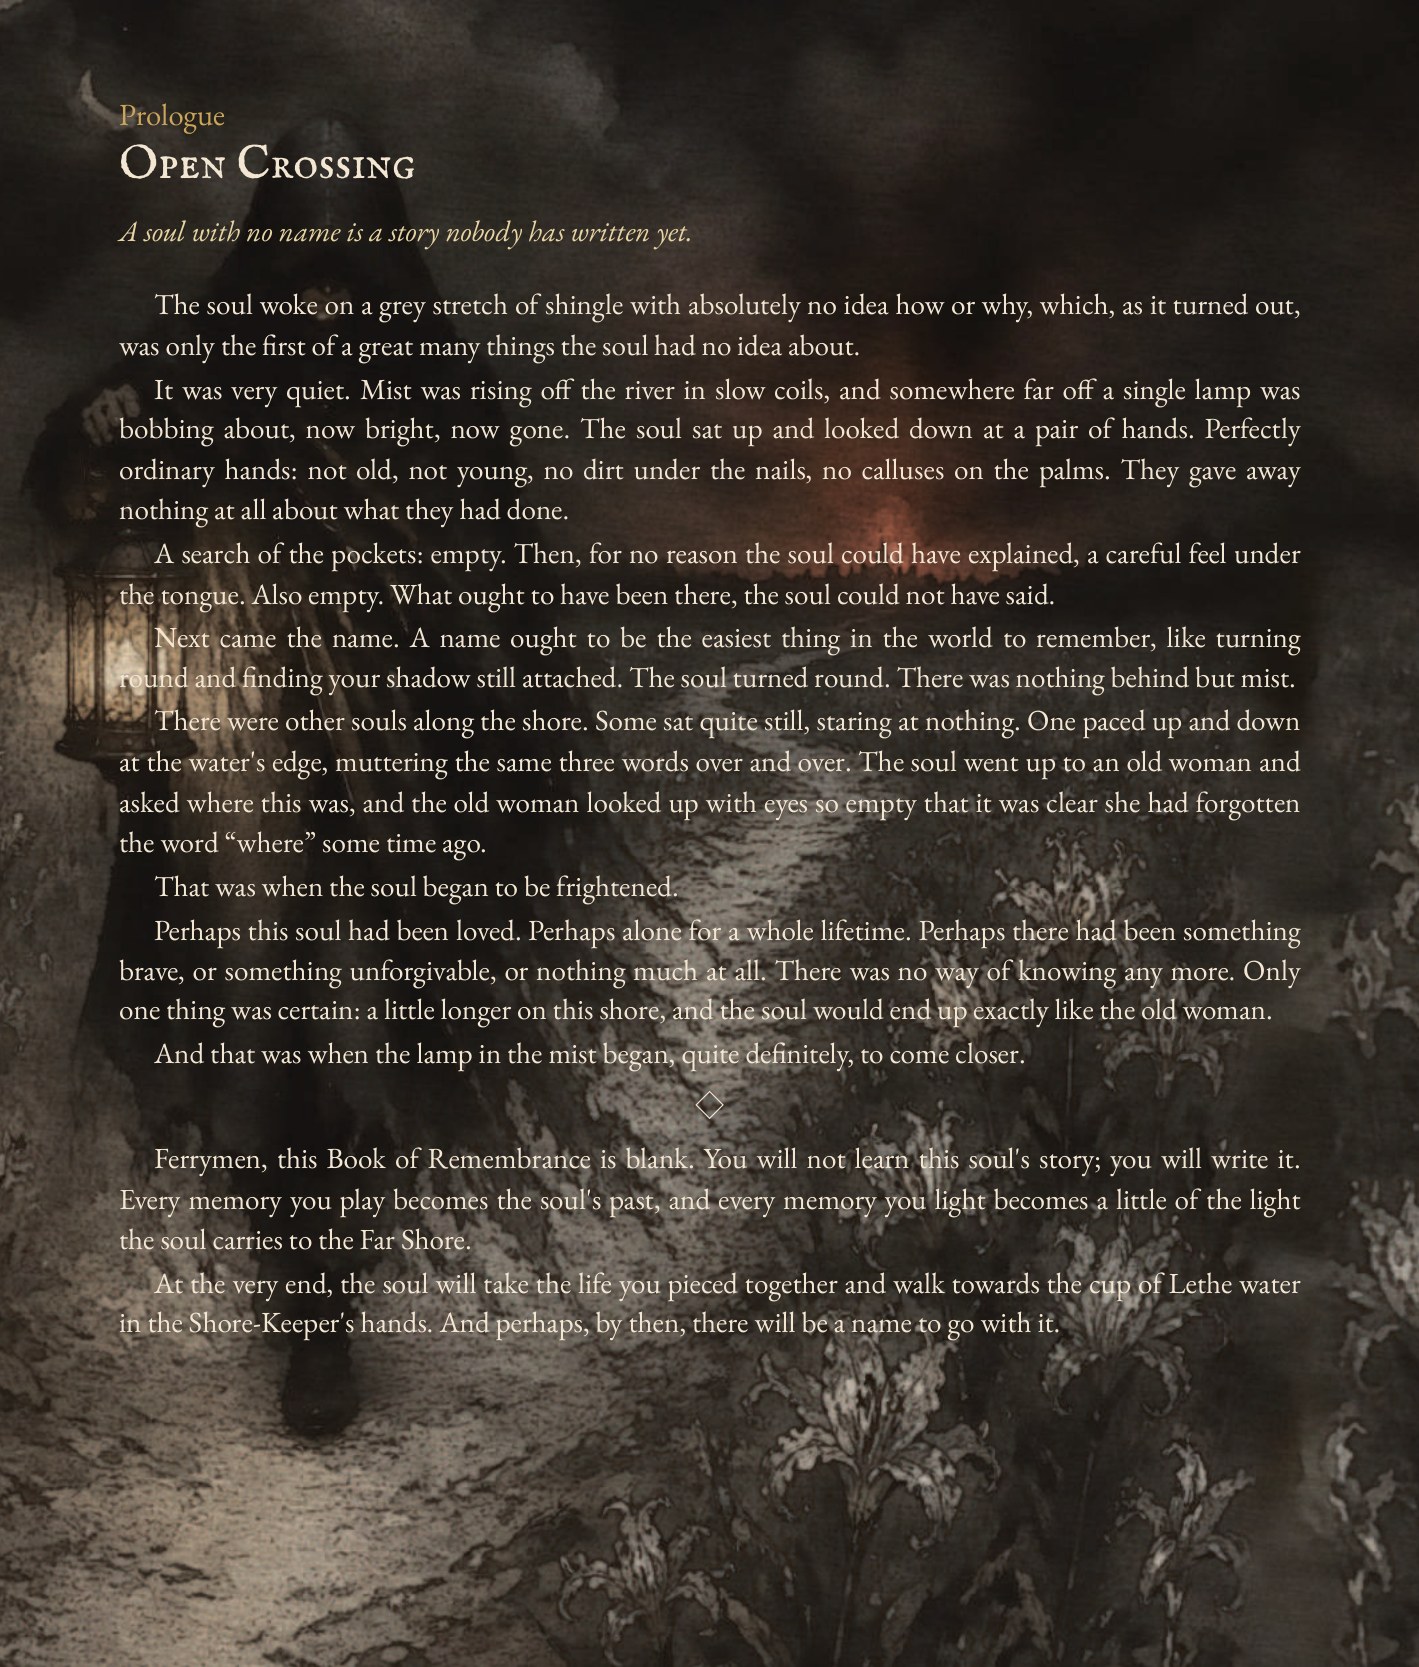 Prologue
Open Crossing
A soul with no name is a story nobody has written yet.
The soul woke on a grey stretch of shingle with absolutely no idea how or why, which, as it turned out,
was only the first of a great many things the soul had no idea about.
It was very quiet. Mist was rising off the river in slow coils, and somewhere far off a single lamp was
bobbing about, now bright, now gone. The soul sat up and looked down at a pair of hands. Perfectly
ordinary hands: not old, not young, no dirt under the nails, no calluses on the palms. They gave away
nothing at all about what they had done.
A search of the pockets: empty. Then, for no reason the soul could have explained, a careful feel under
the tongue. Also empty. What ought to have been there, the soul could not have said.
Next came the name. A name ought to be the easiest thing in the world to remember, like turning
round and finding your shadow still attached. The soul turned round. There was nothing behind but mist.
There were other souls along the shore. Some sat quite still, staring at nothing. One paced up and down
at the water's edge, muttering the same three words over and over. The soul went up to an old woman and
asked where this was, and the old woman looked up with eyes so empty that it was clear she had forgotten
the word “where” some time ago.
That was when the soul began to be frightened.
Perhaps this soul had been loved. Perhaps alone for a whole lifetime. Perhaps there had been something
brave, or something unforgivable, or nothing much at all. There was no way of knowing any more. Only
one thing was certain: a little longer on this shore, and the soul would end up exactly like the old woman.
And that was when the lamp in the mist began, quite definitely, to come closer.
Ferrymen, this Book of Remembrance is blank. You will not learn this soul's story; you will write it.
Every memory you play becomes the soul's past, and every memory you light becomes a little of the light
the soul carries to the Far Shore.
At the very end, the soul will take the life you pieced together and walk towards the cup of Lethe water
in the Shore-Keeper's hands. And perhaps, by then, there will be a name to go with it.